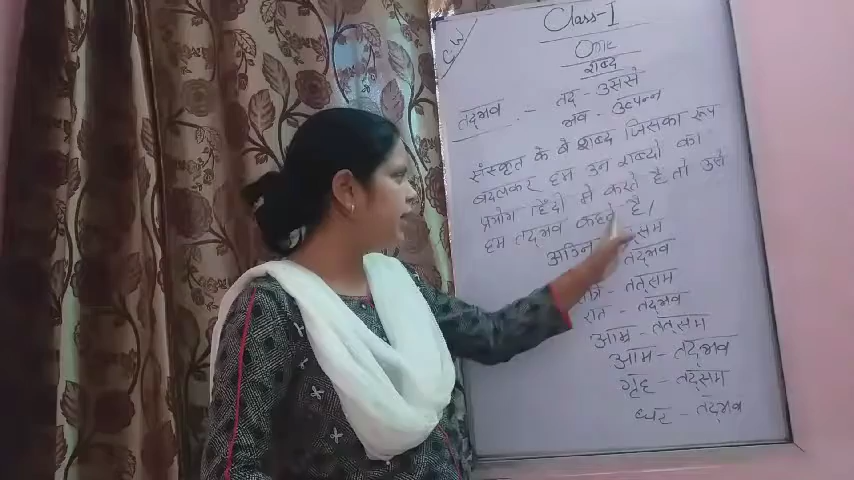 Class-I
C.W
शब्द
तद्भव - तद् - उससे
भव - उत्पन्न
संस्कृत के वे शब्द जिसका रूप
बदलकर हम उन शब्दो का
प्रयोग हिंदी मे करते है तो उसे
हम तद्भव कहते है।
अग्नि
तद्भव
तत्सम
रात - तद्भव
आम्र - तत्सम
आम - तद्भव
गृह - तत्सम
घर - तद्भव